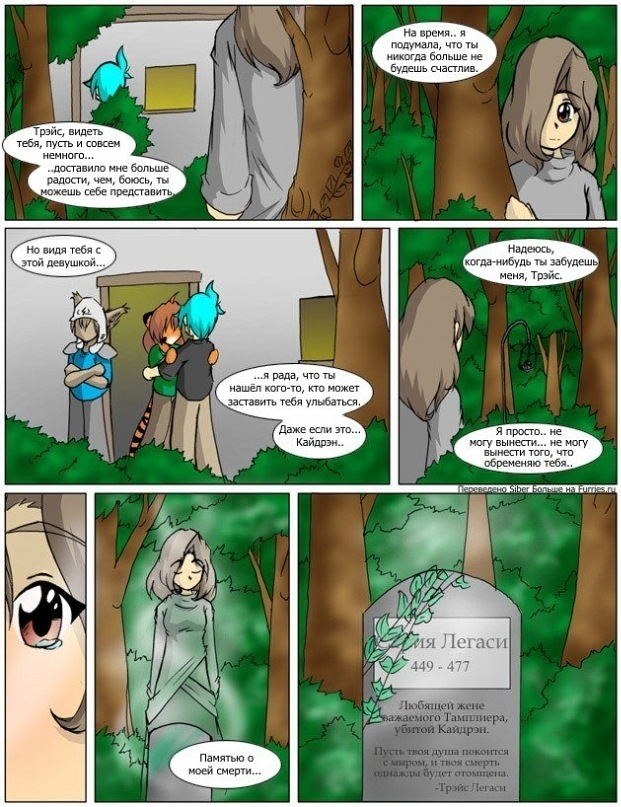 Трэйс, видеть
тебя, пусть и совсем
немного...
..доставило мне больше
радости, чем, боюсь, ты
можешь себе представить.
На время.. я
подумала, что ты
никогда больше не
будешь счастлив.
Но видя тебя с
этой девушкой...
...я рада, что ты
нашёл кого-то, кто может
заставить тебя улыбаться.
Даже если это...
Кайдрэн..
Надеюсь,
когда-нибудь ты забудешь
меня, Трэйс.
Я просто.. не
могу вынести... не могу
вынести того, что
обременяю тебя..
Переведено Siber Больше на Furries.ru
Памятью о
моей смерти...
Легаси
449 - 477
Любящей жене
важаемого Тамплиера,
убитой Кайдрэн.
Пусть твоя душа покоится
с миром, и твоя смерть
однажды будет отомщена.
-Трэйс Легаси